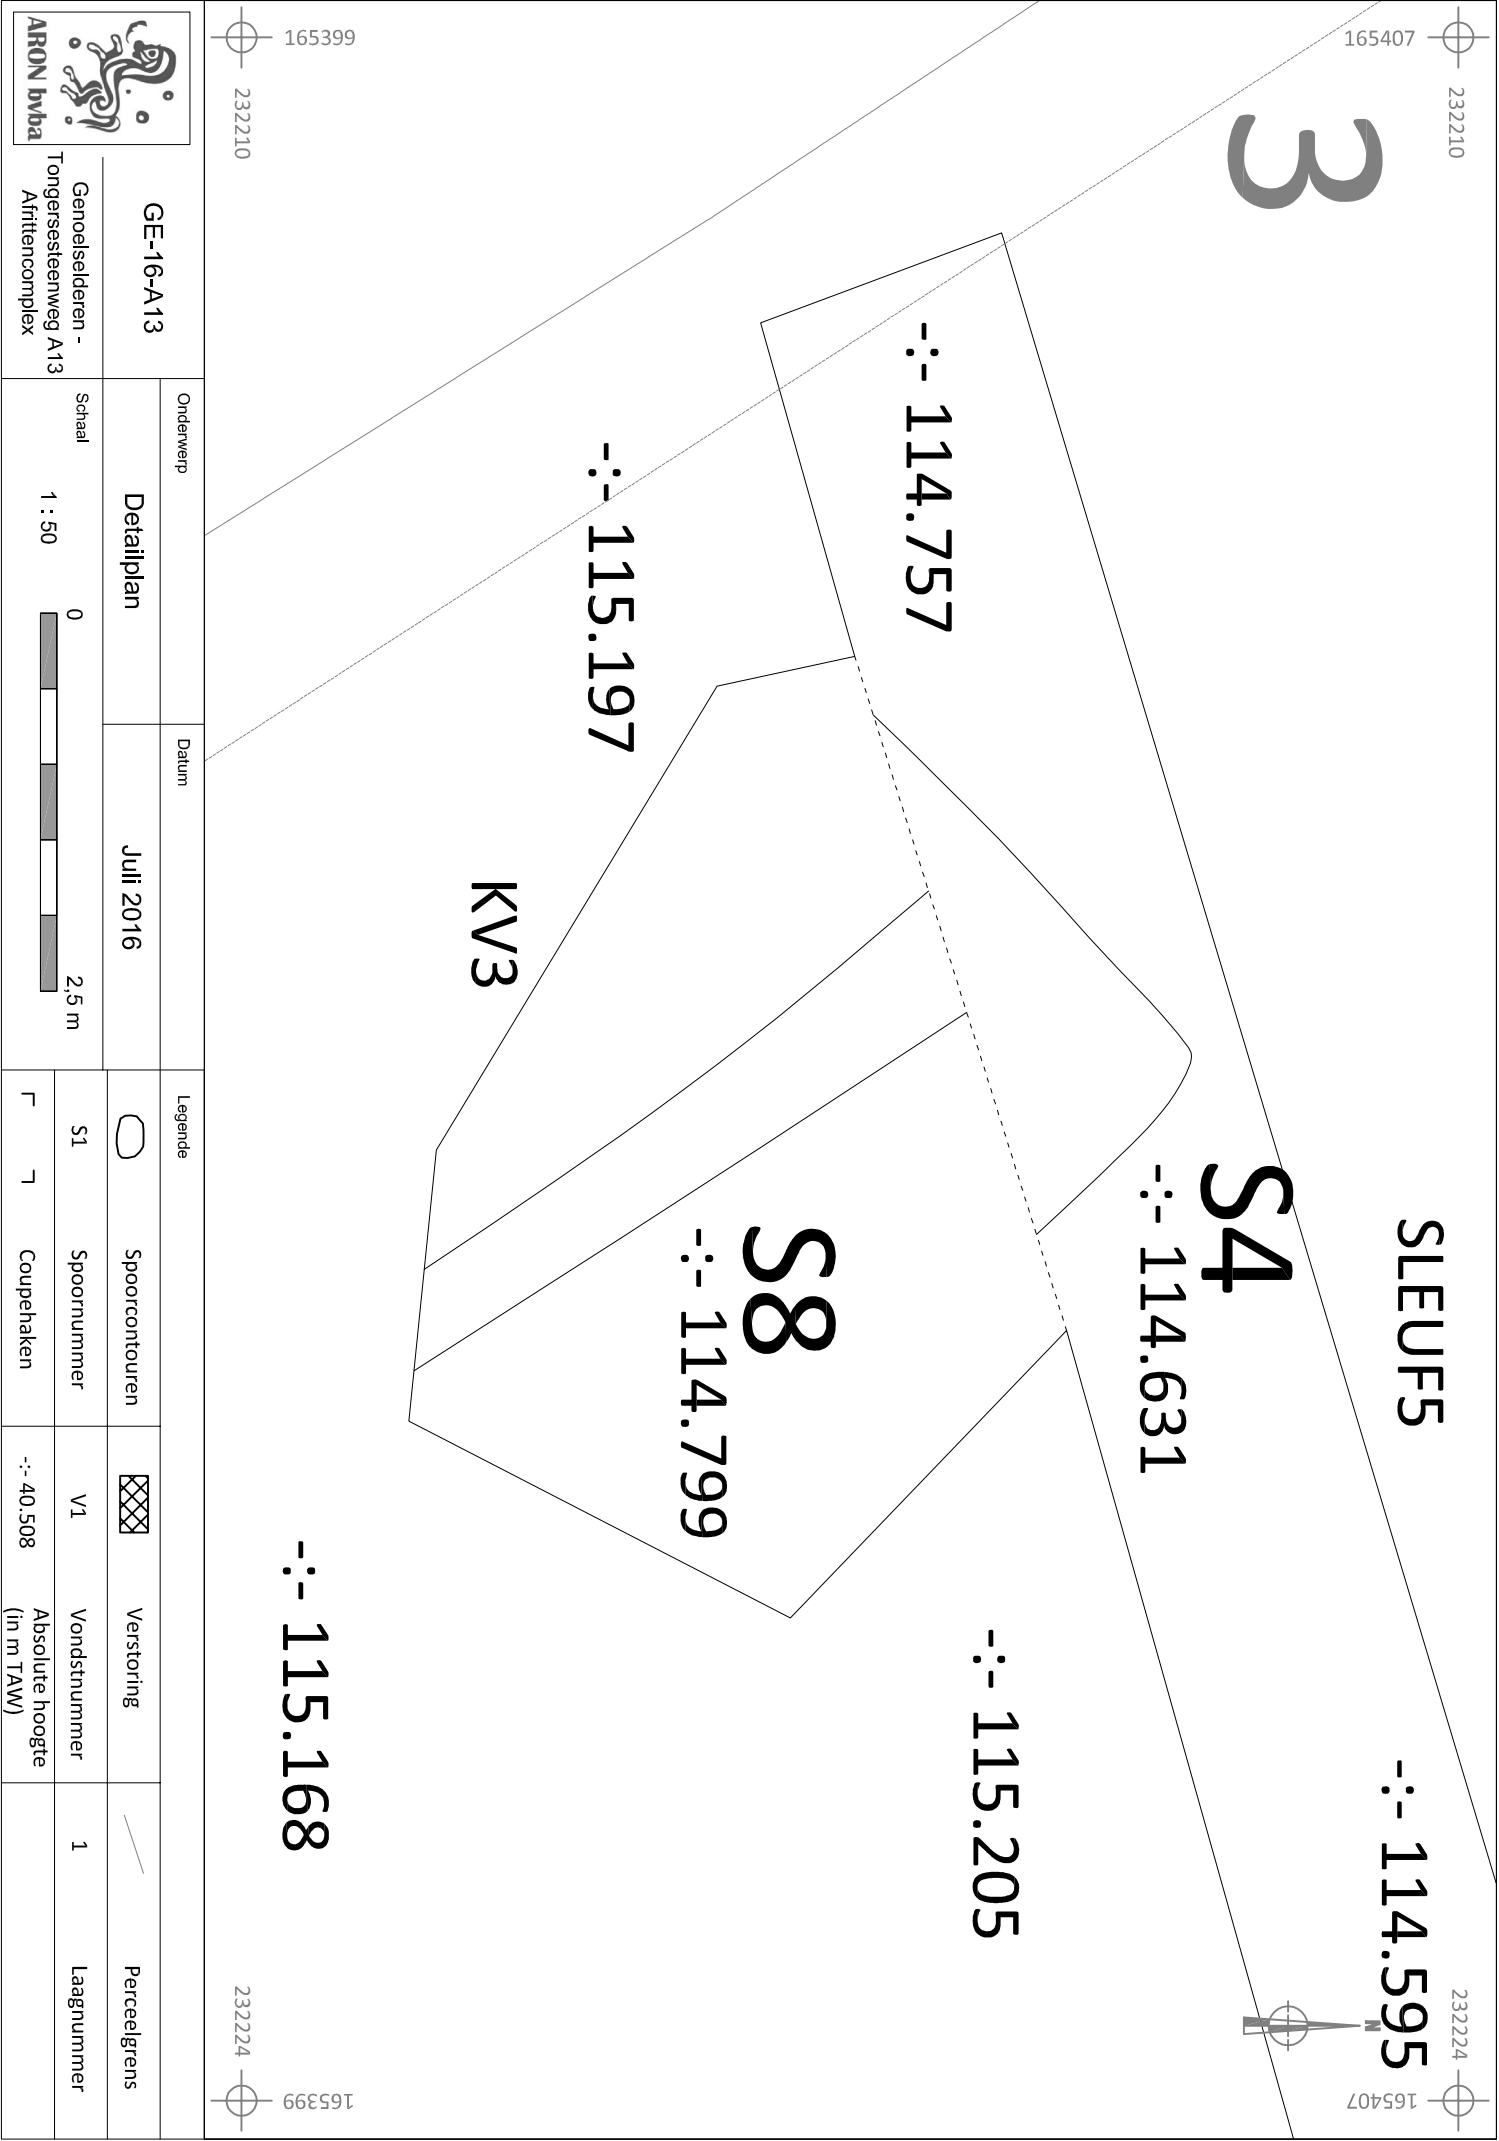 165407
232210
3
165399
232210
SLEUF5
S4
-:- 114.631
-:- 114.757
-:- 114.595
-:- 115.197
S8
-:- 114.799
KV3
-:- 115.205
-:- 115.168
N
232224
165407
232224
165399
ARON bvba
GE-16-A13
Genoelselderen -
Tongersesteenweg A13
Afrittencomplex
Onderwerp
Detailplan
Datum
Juli 2016
Schaal
1 : 50
0
2,5 m
Legende
Spoorcontouren
Verstoring
Perceelgrens
S1
Spoornummer
V1
Vondstnummer
1
Laagnummer
Coupehaken
-:- 40.508
Absolute hoogte
(in m TAW)